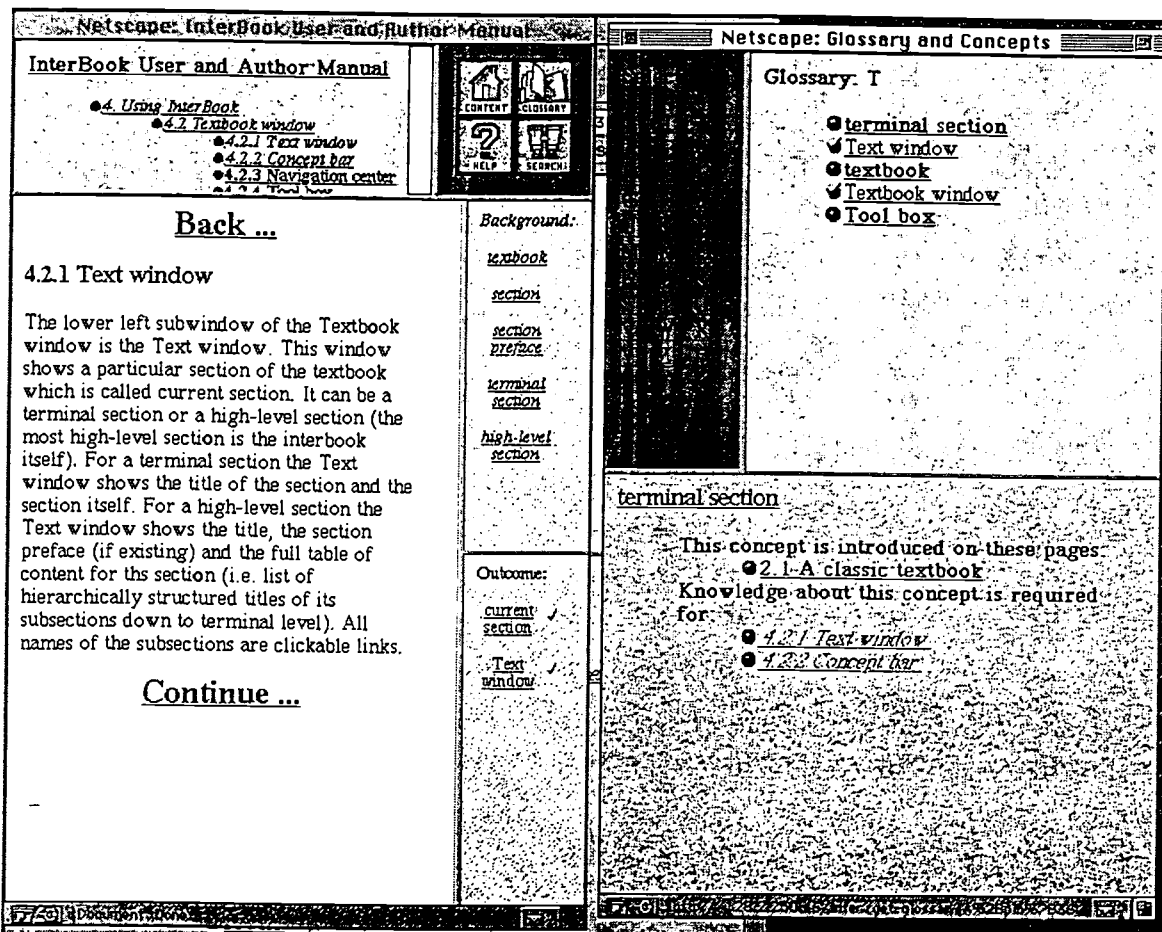 Netscape: InterBook User and Author Manual
InterBook User and Author Manual
4. Using InterBook
4.2 Textbook window
4.2.1 Text window
4.2.2 Concept bar
4.2.3 Navigation center
4.2.4 Tool box
CONTENT GLOSSARY
HELP SEARCH!
Back ...
4.2.1 Text window
The lower left subwindow of the Textbook
window is the Text window. This window
shows a particular section of the textbook
which is called current section. It can be a
terminal section or a high-level section (the
most high-level section is the interbook
itself). For a terminal section the Text
window shows the title of the section and the
section itself. For a high-level section the
Text window shows the title, the section
preface (if existing) and the full table of
content for ths section (i.e. list of
hierarchically structured titles of its
subsections down to terminal level). All
names of the subsections are clickable links.
Continue ...
Background:
textbook
section
section
preface
terminal
section
high-level
section
Outcome:
current
section
Text
window
Document: Done
Netscape: Glossary and Concepts
Glossary: T
terminal section
Text window
textbook
Textbook window
Tool box
terminal section
This concept is introduced on these pages:
2.1 A classic textbook
Knowledge about this concept is required
for
4.2.1 Text window
4.2.2 Concept bar